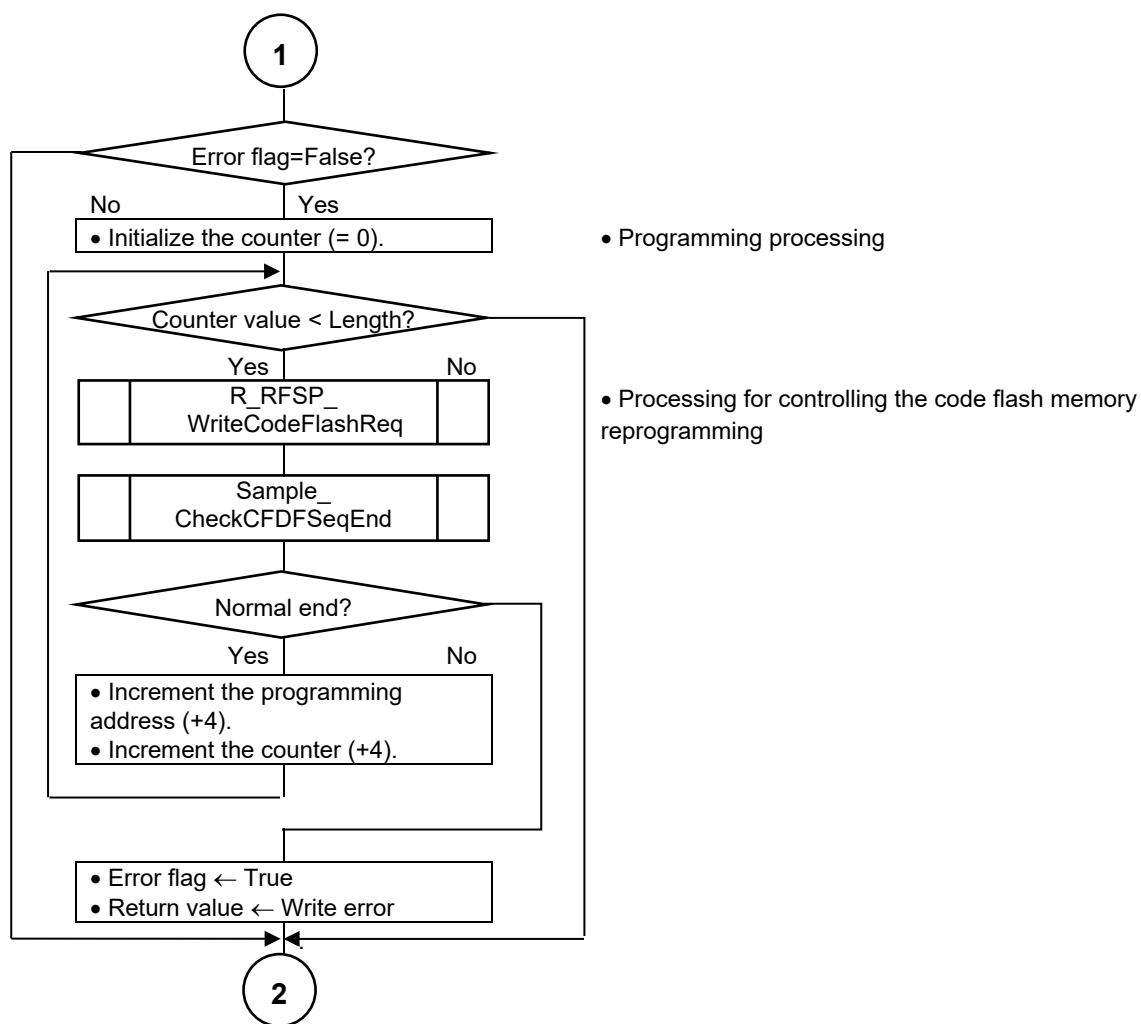 1
Error flag=False?
No
Yes
• Initialize the counter (= 0).
• Programming processing
Counter value < Length?
Yes
No
R_RFSP_
WriteCodeFlashReq
• Processing for controlling the code flash memory
reprogramming
Sample_
CheckCFDFSeqEnd
Normal end?
Yes
No
• Increment the programming
address (+4).
• Increment the counter (+4).
• Error flag ← True
• Return value ← Write error
.
2